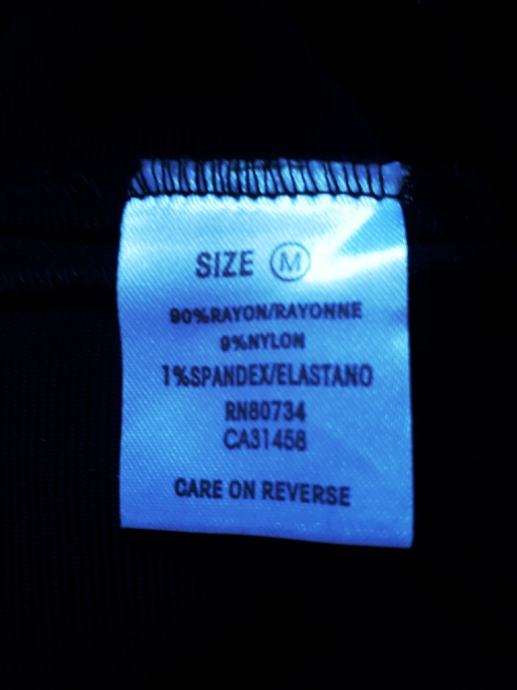 SIZE M
90%RAYON/RAYONNE
9%NYLON
1%SPANDEX/ELASTANO
RN80734
CA31458
CARE ON REVERSE